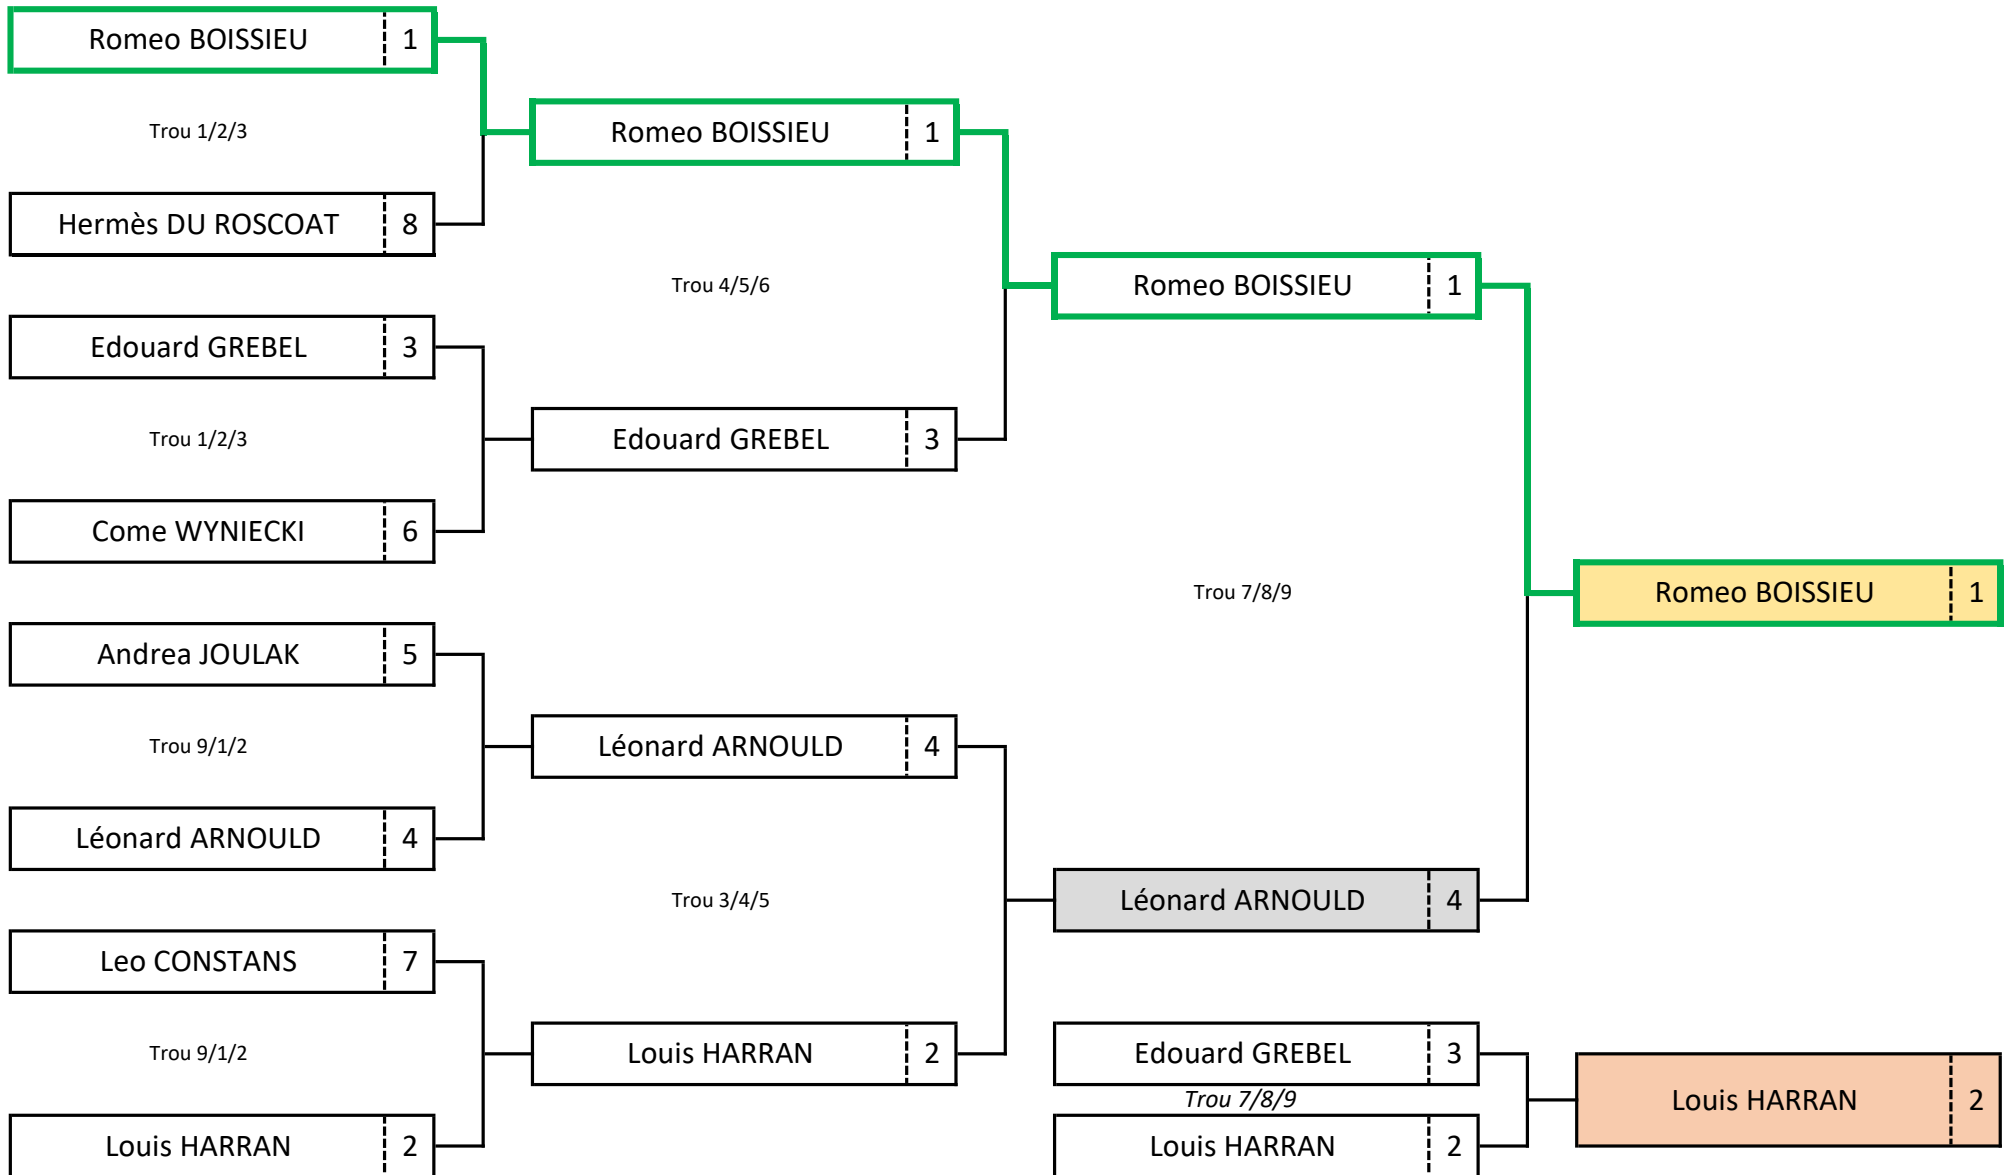 Romeo BOISSIEU 1
Trou 1/2/3
Hermès DU ROSCOAT 8
Edouard GREBEL 3
Trou 1/2/3
Come WYNIECKI 6
Andrea JOULAK 5
Trou 9/1/2
Léonard ARNOULD 4
Leo CONSTANS 7
Trou 9/1/2
Louis HARRAN 2
Romeo BOISSIEU 1
Trou 4/5/6
Edouard GREBEL 3
Léonard ARNOULD 4
Trou 3/4/5
Louis HARRAN 2
Romeo BOISSIEU 1
Trou 7/8/9
Léonard ARNOULD 4
Edouard GREBEL 3
Trou 7/8/9
Louis HARRAN 2
Romeo BOISSIEU 1
Louis HARRAN 2